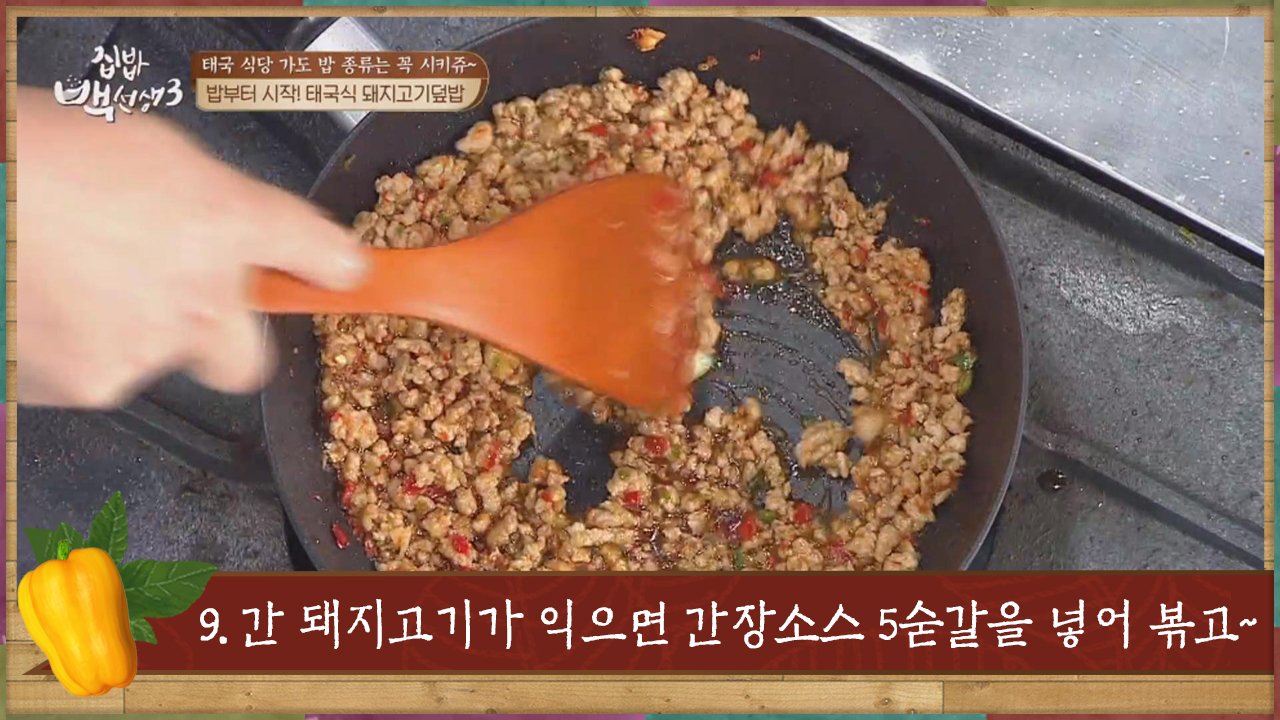 집밥
백선생3
태국 식당 가도 밥 종류는 꼭 시키쥬~
밥부터 시작! 태국식 돼지고기덮밥
9. 간 돼지고기가 익으면 간장소스 5숟갈을 넣어 볶고~